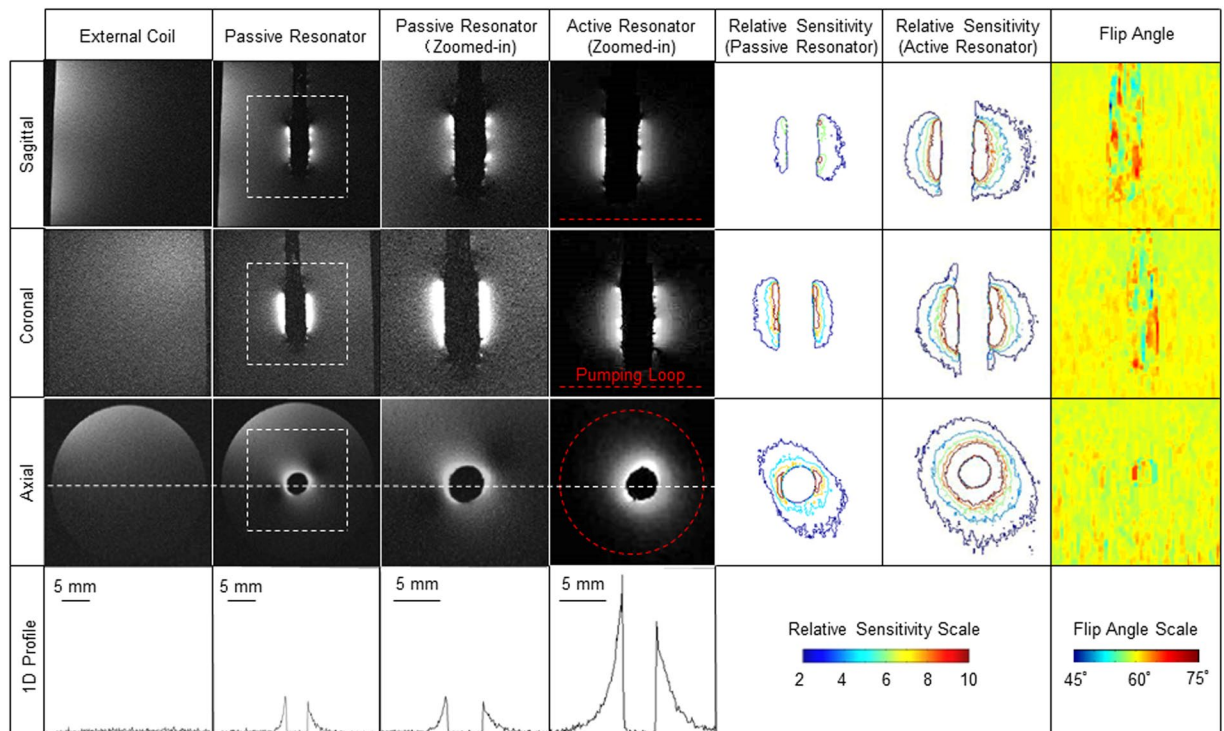 External Coil
Passive Resonator
Passive Resonator
(Zoomed-in)
Active Resonator
(Zoomed-in)
Relative Sensitivity
(Passive Resonator)
Relative Sensitivity
(Active Resonator)
Flip Angle
Sagittal
Coronal
Pumping Loop
Axial
1D Profile
5 mm
5 mm
5 mm
5 mm
Relative Sensitivity Scale
2 4 6 8 10
Flip Angle Scale
45° 60° 75°